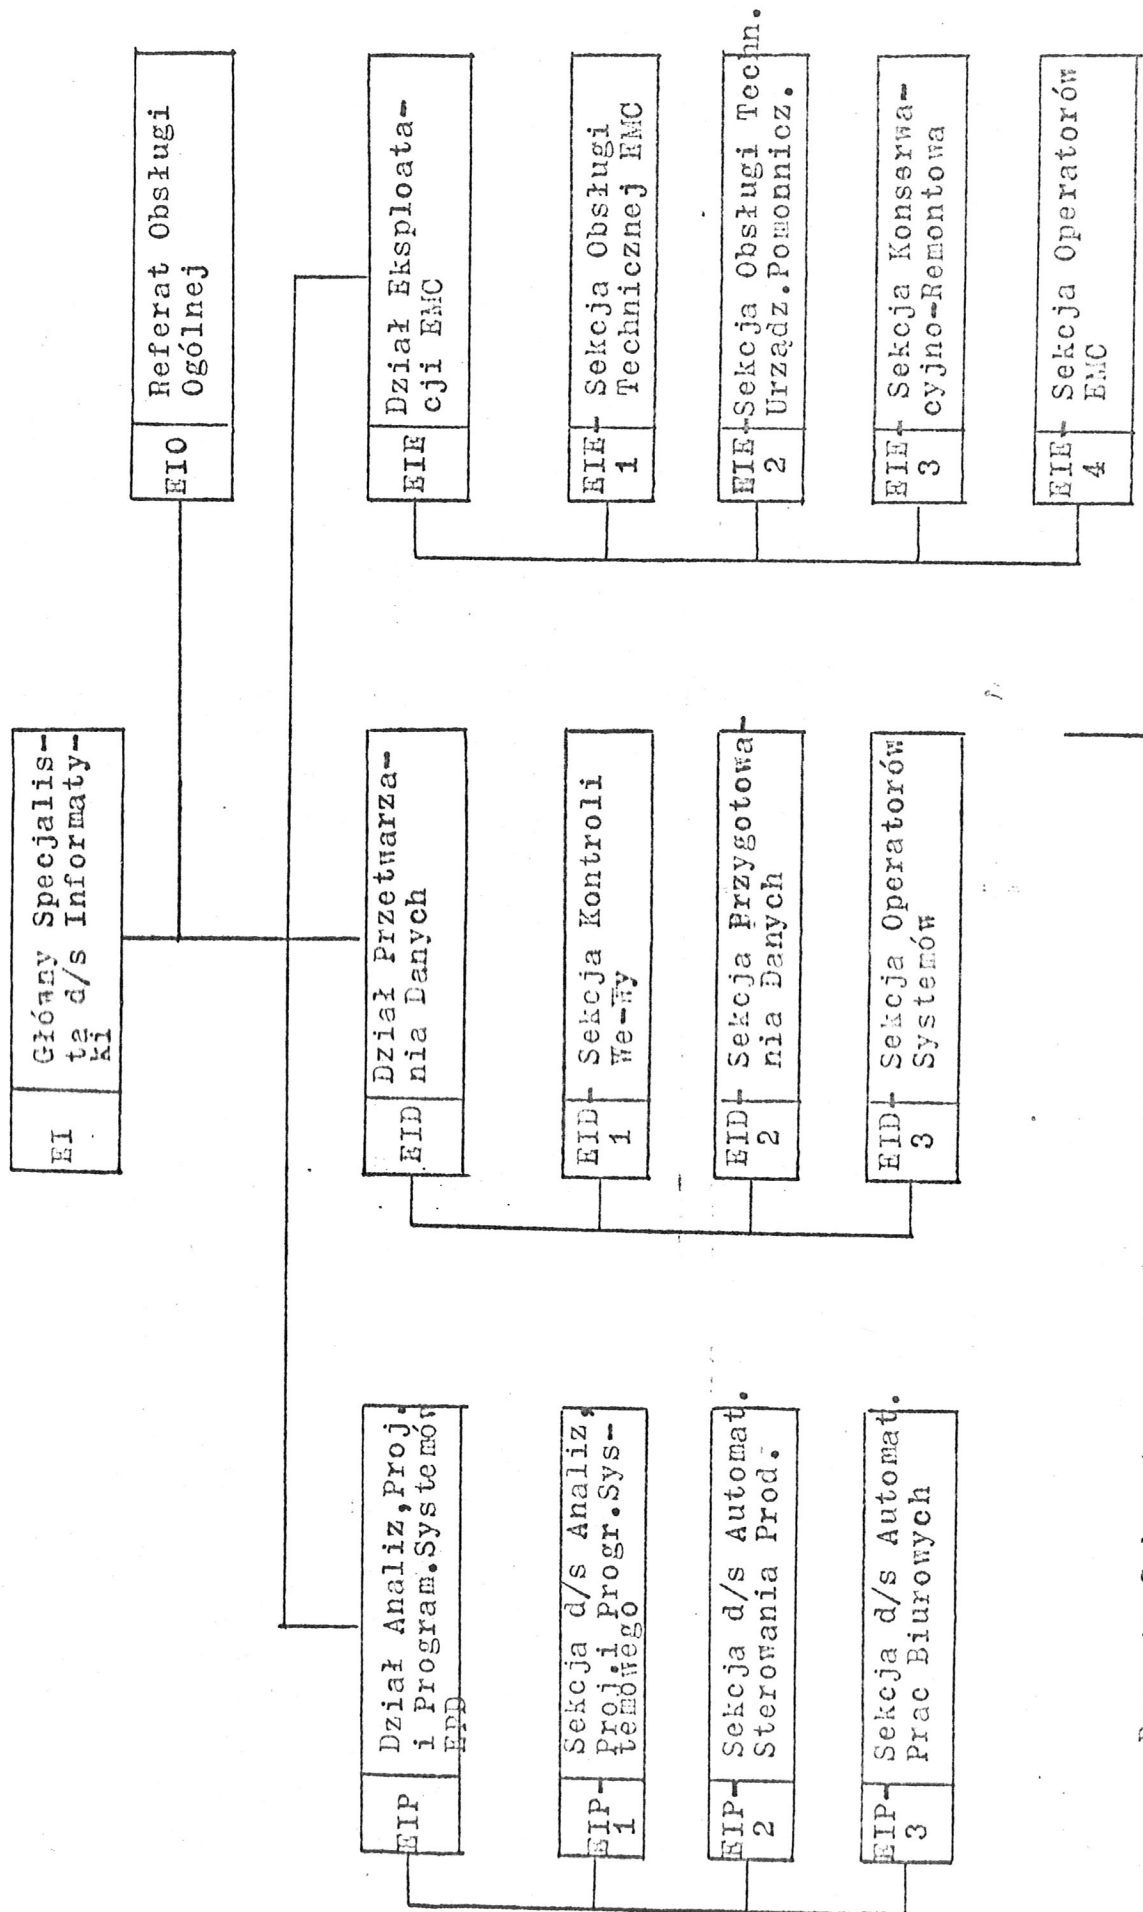 EI
Główny Specjalis-
ta d/s Informaty-
ki
EIO
Referat Obsługi
Ogólnej
EIP
Dział Analiz,Proj.
i Program.Systemów
EPD
EIP-
1
Sekcja d/s Analiz,
Proj.i Progr.Sys-
temowego
EIP-
2
Sekcja d/s Automat.
Sterowania Prod.
EIP-
3
Sekcja d/s Automat.
Prac Biurowych
EID
Dział Przetwarza-
nia Danych
EID-
1
Sekcja Kontroli
We-Wy
EID-
2
Sekcja Przygotowa-
nia Danych
EID-
3
Sekcja Operatorów
Systemów
EIE
Dział Eksploata-
cji EMC
EIE-
1
Sekcja Obsługi
Technicznej EMC
EIE-
2
Sekcja Obsługi Techn.
Urządz.Pomonnicz.
EIE-
3
Sekcja Konserwa-
cyjno-Remontowa
EIE-
4
Sekcja Operatorów
EMC